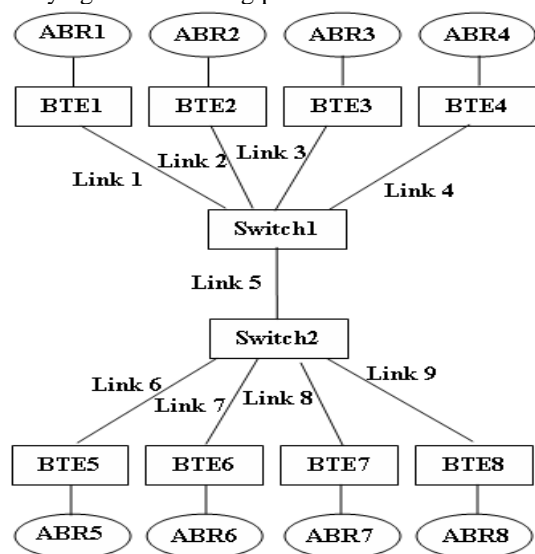 ABR1 ABR2 ABR3 ABR4
BTE1 BTE2 BTE3 BTE4
Link 1 Link 2 Link 3 Link 4
Switch1
Link 5
Switch2
Link 6 Link 7 Link 8 Link 9
BTE5 BTE6 BTE7 BTE8
ABR5 ABR6 ABR7 ABR8